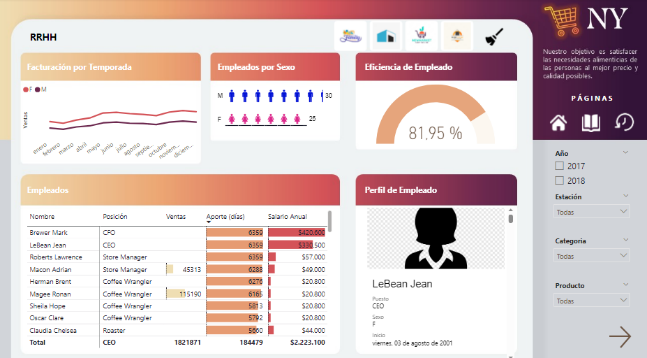 RRHH
NY
Nuestro objetivo es satisfacer
las necesidades alimenticias de
las personas al mejor precio y
calidad posibles.
PÁGINAS
Facturación por Temporada
F M
Ventas
enero
febrero
marzo
abril
mayo
junio
julio
agosto
septie...
octubre
noviem...
diciem...
Empleados por Sexo
M 30
F 25
Eficiencia de Empleado
81,95 %
Empleados
Nombre Posición Ventas Aporte (días) Salario Anual
Brewer Mark CFO 6359 $420.600
LeBean Jean CEO 6359 $330.500
Roberts Lawrence Store Manager 6359 $57.000
Macon Adrian Store Manager 45313 6288 $49.000
Herman Brent Coffee Wrangler 6276 $20.800
Magee Ronan Coffee Wrangler 115190 6165 $20.800
Sheila Hope Coffee Wrangler 5813 $20.800
Oscar Clare Coffee Wrangler 5792 $20.800
Claudia Chelsea Roaster 5660 $44.000
Total CEO 1821871 184479 $2.223.100
Perfil de Empleado
LeBean Jean
Puesto
CEO
Sexo
F
Inicio
viernes, 03 de agosto de 2001
Año
2017
2018
Estación
Todas
Categoria
Todas
Producto
Todas